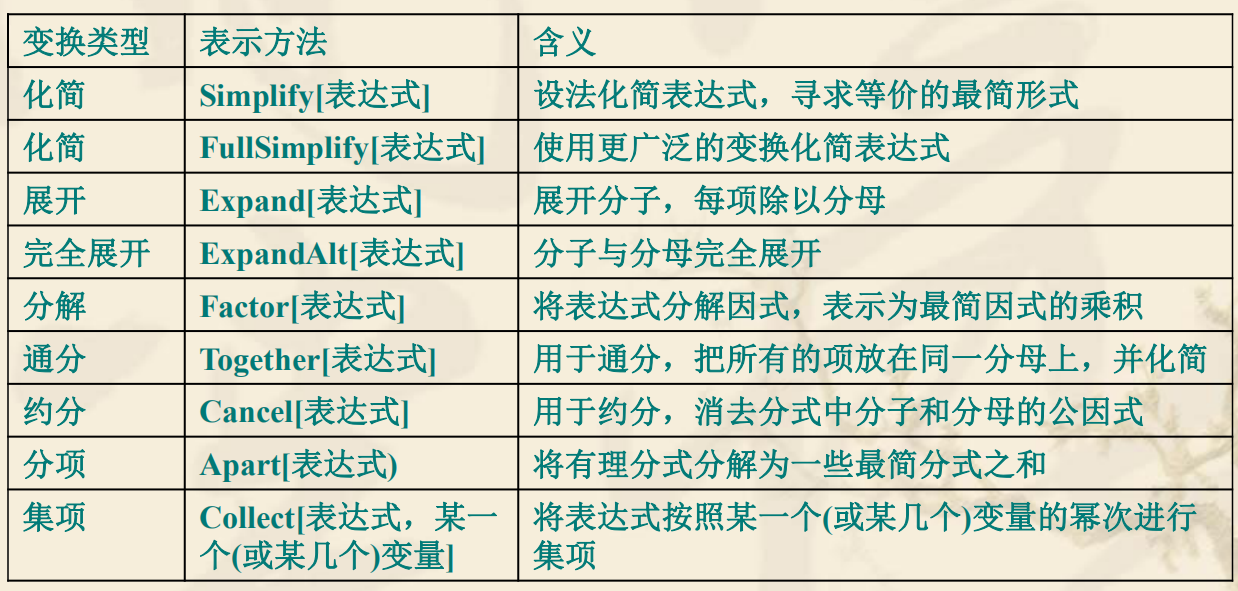 变换类型 表示方法 含义
化简 Simplify[表达式] 设法化简表达式，寻求等价的最简形式
化简 FullSimplify[表达式] 使用更广泛的变换化简表达式
展开 Expand[表达式] 展开分子，每项除以分母
完全展开 ExpandAlt[表达式] 分子与分母完全展开
分解 Factor[表达式] 将表达式分解因式，表示为最简因式的乘积
通分 Together[表达式] 用于通分，把所有的项放在同一分母上，并化简
约分 Cancel[表达式] 用于约分，消去分式中分子和分母的公因式
分项 Apart[表达式) 将有理分式分解为一些最简分式之和
集项 Collect[表达式，某一 将表达式按照某一个(或某几个)变量的幂次进行
个(或某几个)变量] 集项